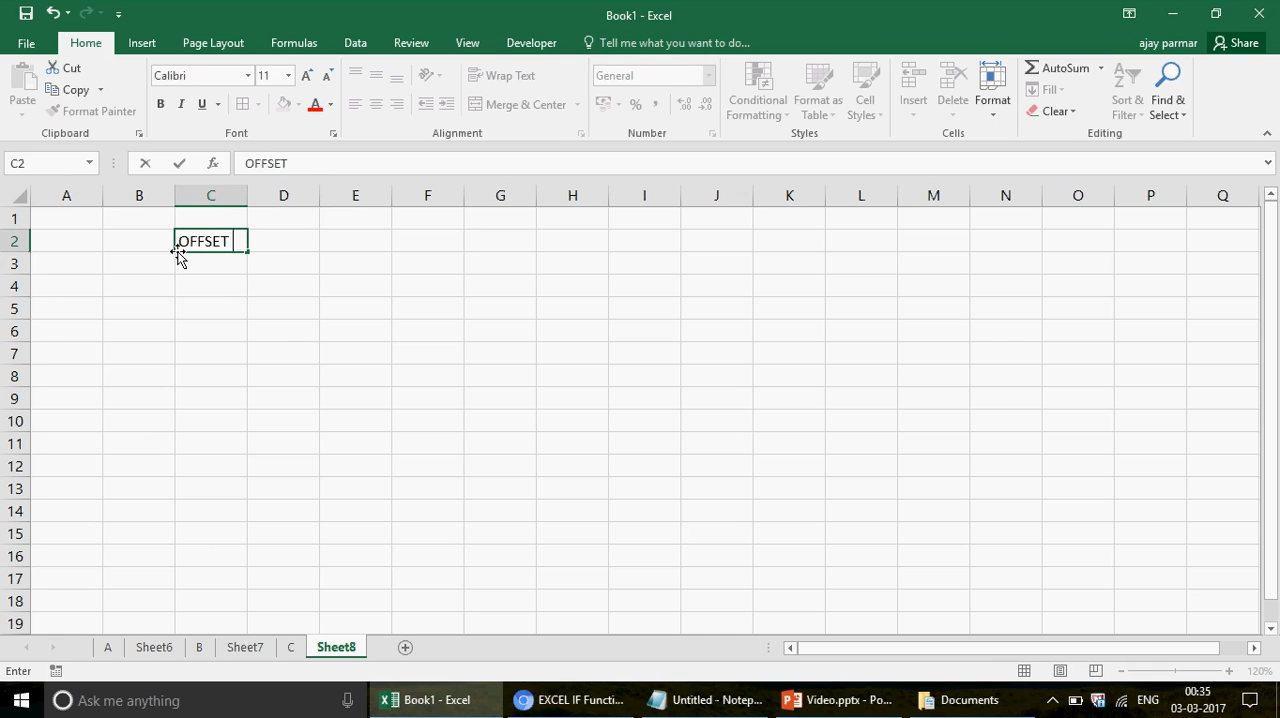 Book1 - Excel
File Home Insert Page Layout Formulas Data Review View Developer Tell me what you want to do... ajay parmar Share
Paste Cut Copy Format Painter Clipboard
Calibri 11 B I U A Font
Wrap Text Merge & Center Alignment
General % Number
Conditional Formatting Format as Table Cell Styles Styles
Insert Delete Format Cells
AutoSum Fill Clear Sort & Filter Find & Select Editing
C2 fx OFFSET
A B C D E F G H I J K L M N O P Q
1
2 OFFSET
3
4
5
6
7
8
9
10
11
12
13
14
15
16
17
18
19
A Sheet6 B Sheet7 C Sheet8
Enter 120%
Ask me anything Book1 - Excel EXCEL IF Functi... Untitled - Notep... Video.pptx - Po... Documents ENG 00:35
03-03-2017